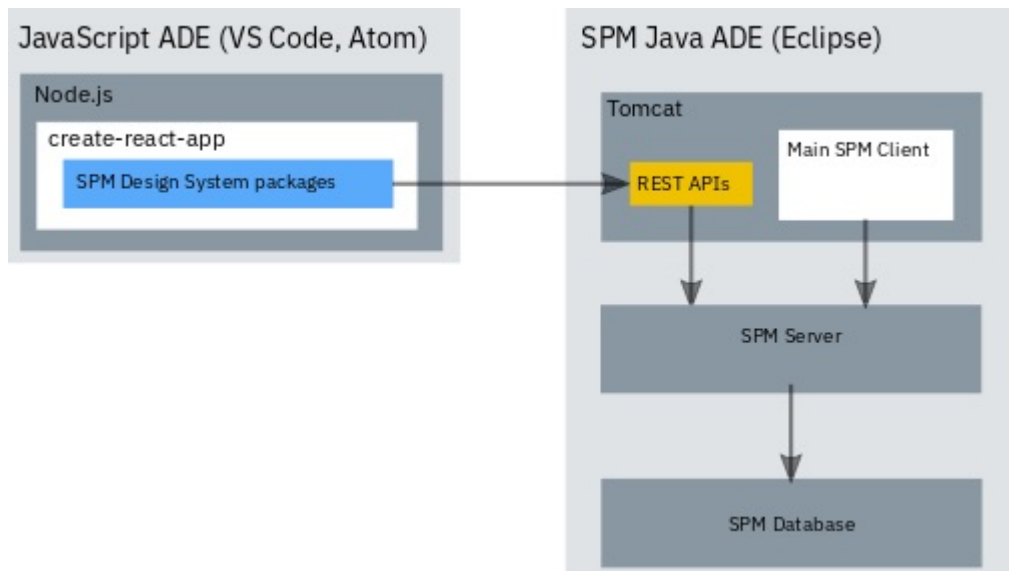 JavaScript ADE (VS Code, Atom)
Node.js
create-react-app
SPM Design System packages
SPM Java ADE (Eclipse)
Tomcat
REST APIs
Main SPM Client
SPM Server
SPM Database